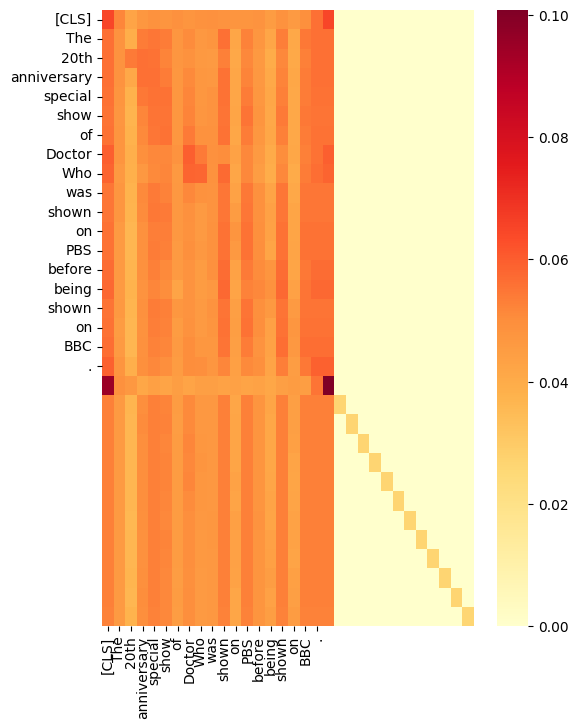 [CLS]
The
20th
anniversary
special
show
of
Doctor
Who
was
shown
on
PBS
before
being
shown
on
BBC
.
[CLS]
The
20th
anniversary
special
show
of
Doctor
Who
was
shown
on
PBS
before
being
shown
on
BBC
.
0.10
0.08
0.06
0.04
0.02
0.00